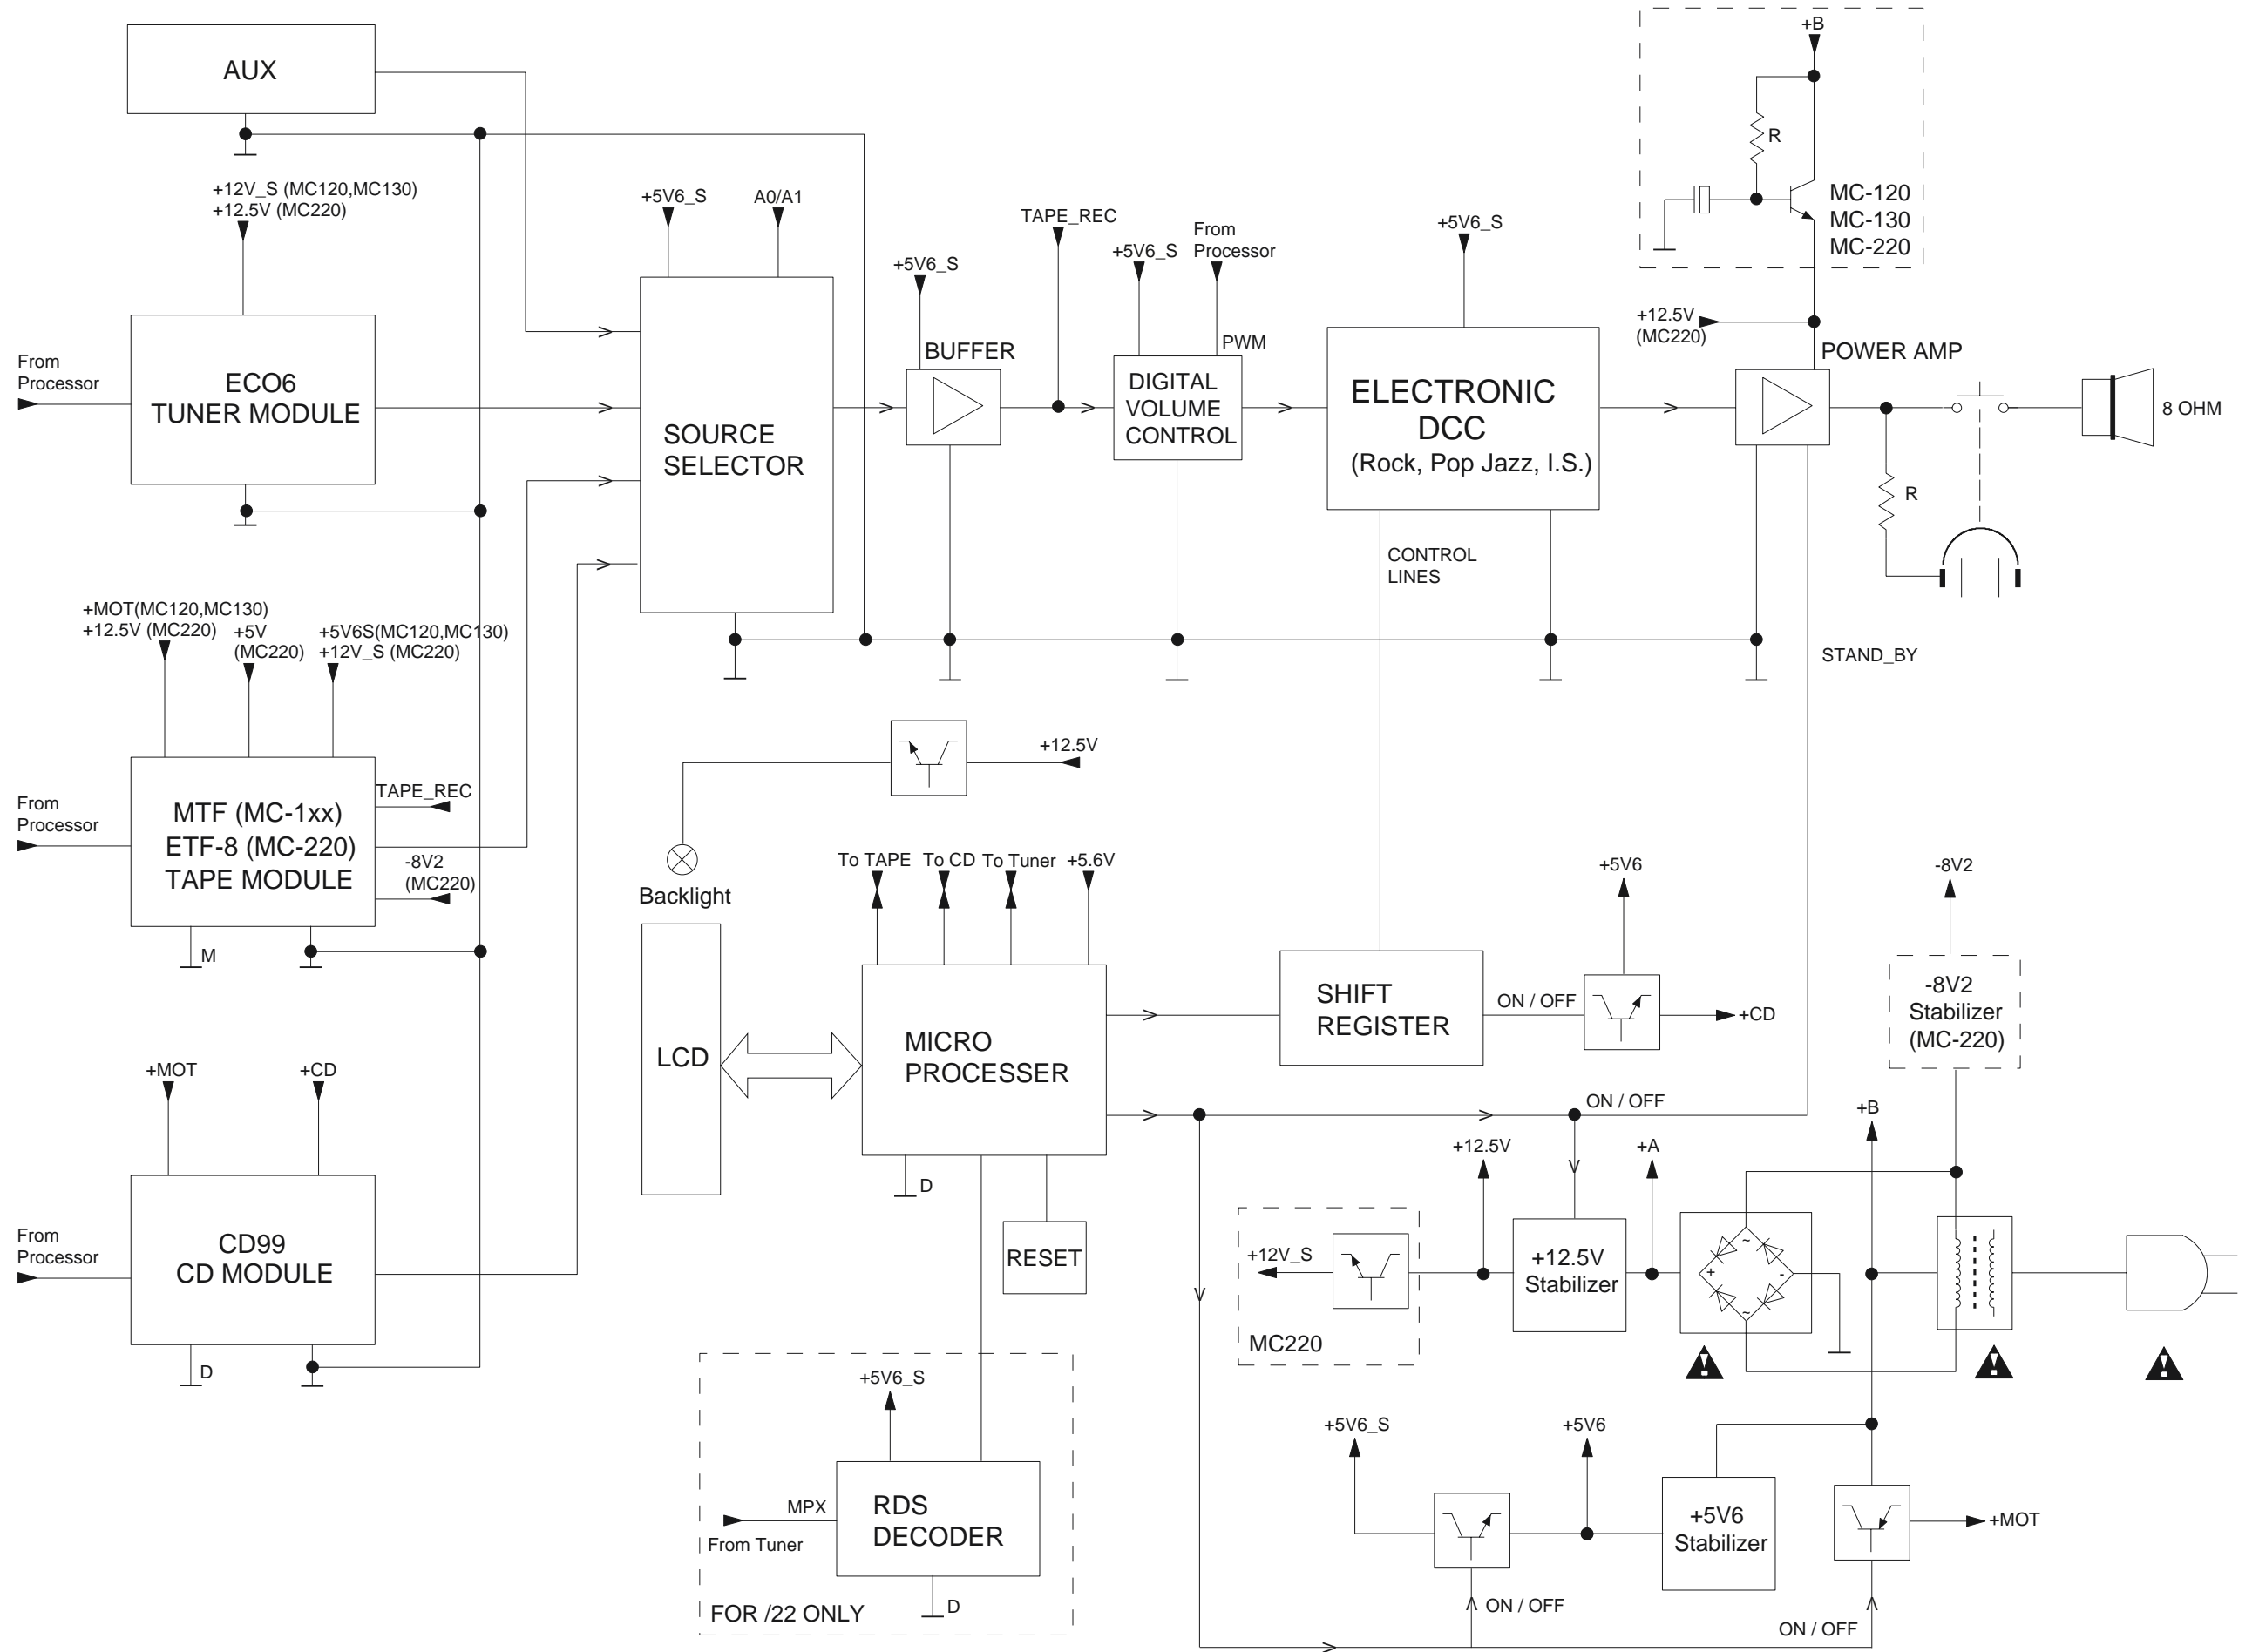 AUX
+12V_S (MC120,MC130)
+12.5V (MC220)
From
Processor
ECO6
TUNER MODULE
+MOT(MC120,MC130)
+12.5V (MC220)
+5V
(MC220)
+5V6S(MC120,MC130)
+12V_S (MC220)
From
Processor
MTF (MC-1xx)
ETF-8 (MC-220)
TAPE MODULE
TAPE_REC
-8V2
(MC220)
M
+MOT
+CD
From
Processor
CD99
CD MODULE
D
+5V6_S
A0/A1
SOURCE
SELECTOR
+5V6_S
BUFFER
TAPE_REC
+5V6_S
From
Processor
PWM
DIGITAL
VOLUME
CONTROL
+5V6_S
ELECTRONIC
DCC
(Rock, Pop Jazz, I.S.)
CONTROL
LINES
+B
R
MC-120
MC-130
MC-220
+12.5V
(MC220)
POWER AMP
8 OHM
R
STAND_BY
+12.5V
Backlight
LCD
To TAPE
To CD
To Tuner
+5.6V
MICRO
PROCESSER
D
RESET
SHIFT
REGISTER
ON / OFF
+5V6
+CD
-8V2
-8V2
Stabilizer
(MC-220)
ON / OFF
+B
+12.5V
+A
+12V_S
MC220
+12.5V
Stabilizer
~
+
-
~
+5V6_S
MPX
From Tuner
RDS
DECODER
D
FOR /22 ONLY
+5V6_S
+5V6
+5V6
Stabilizer
+MOT
ON / OFF
ON / OFF